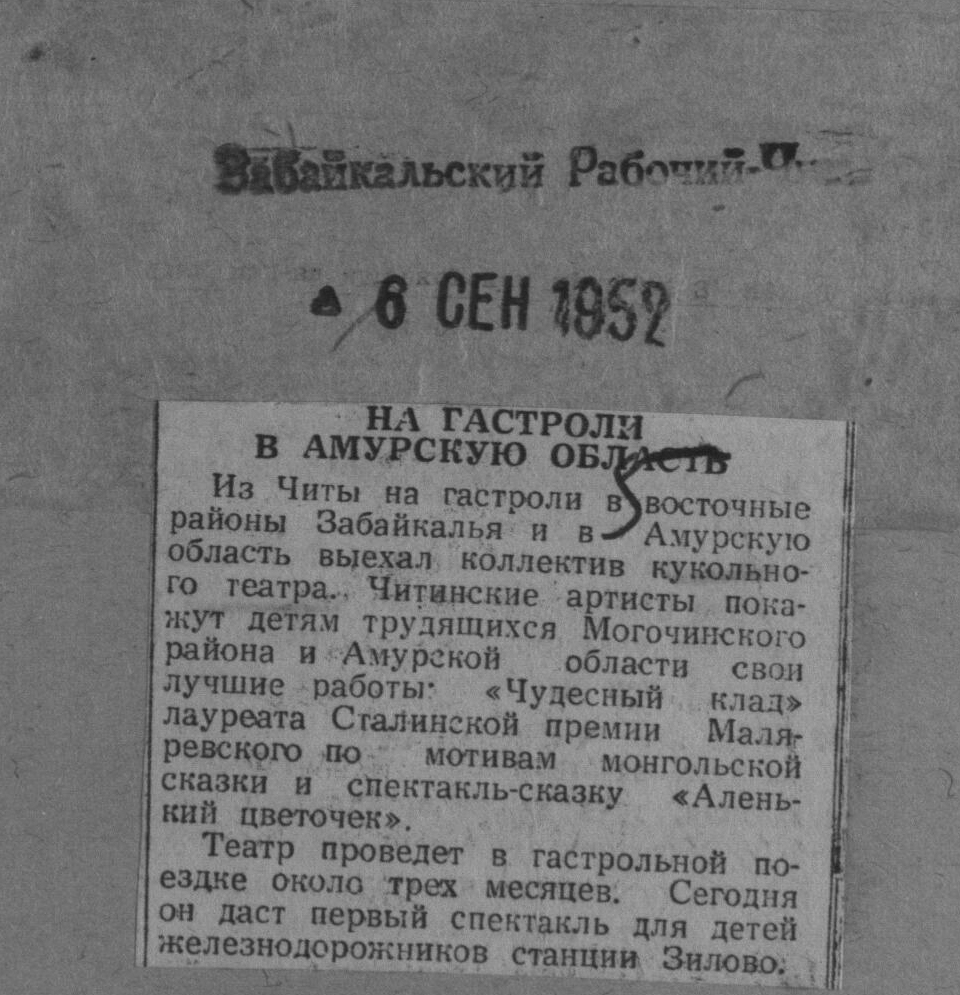 Забайкальский Рабочий-
6 СЕН 1952
НА ГАСТРОЛИ
В АМУРСКУЮ ОБЛАСТЬ
Из Читы на гастроли в восточные
районы Забайкалья и в Амурскую
область выехал коллектив кукольно-
го театра. Читинские артисты пока-
жут детям трудящихся Могочинского
района и Амурской области свои
лучшие работы: «Чудесный клад»
лауреата Сталинской премии Маля-
ревского по мотивам монгольской
сказки и спектакль-сказку «Алень-
кий цветочек».
Театр проведет в гастрольной по-
ездке около трех месяцев. Сегодня
он даст первый спектакль для детей
железнодорожников станции Зилово.